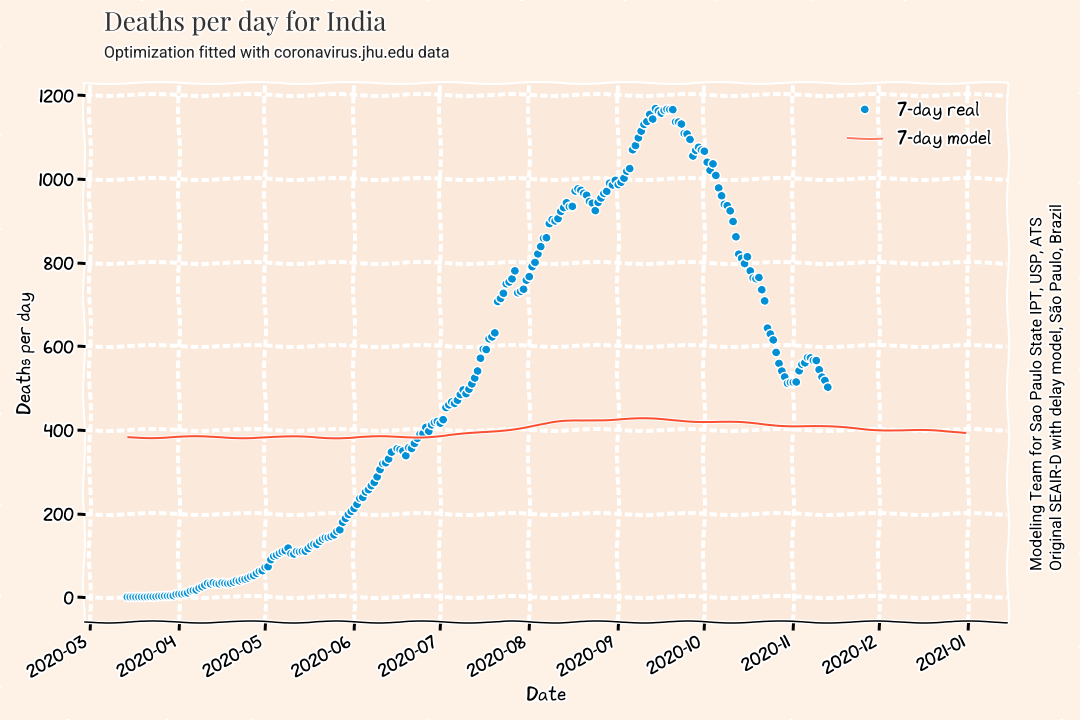 Deaths per day for India
Optimization fitted with coronavirus.jhu.edu data
1200
1000
800
600
400
200
0
Deaths per day
7-day real
7-day model
2020-03
2020-04
2020-05
2020-06
2020-07
2020-08
2020-09
2020-10
2020-11
2020-12
2021-01
Date
Modeling Team for Sao Paulo State IPT, USP, ATS
Original SEAIR-D with delay model, São Paulo, Brazil